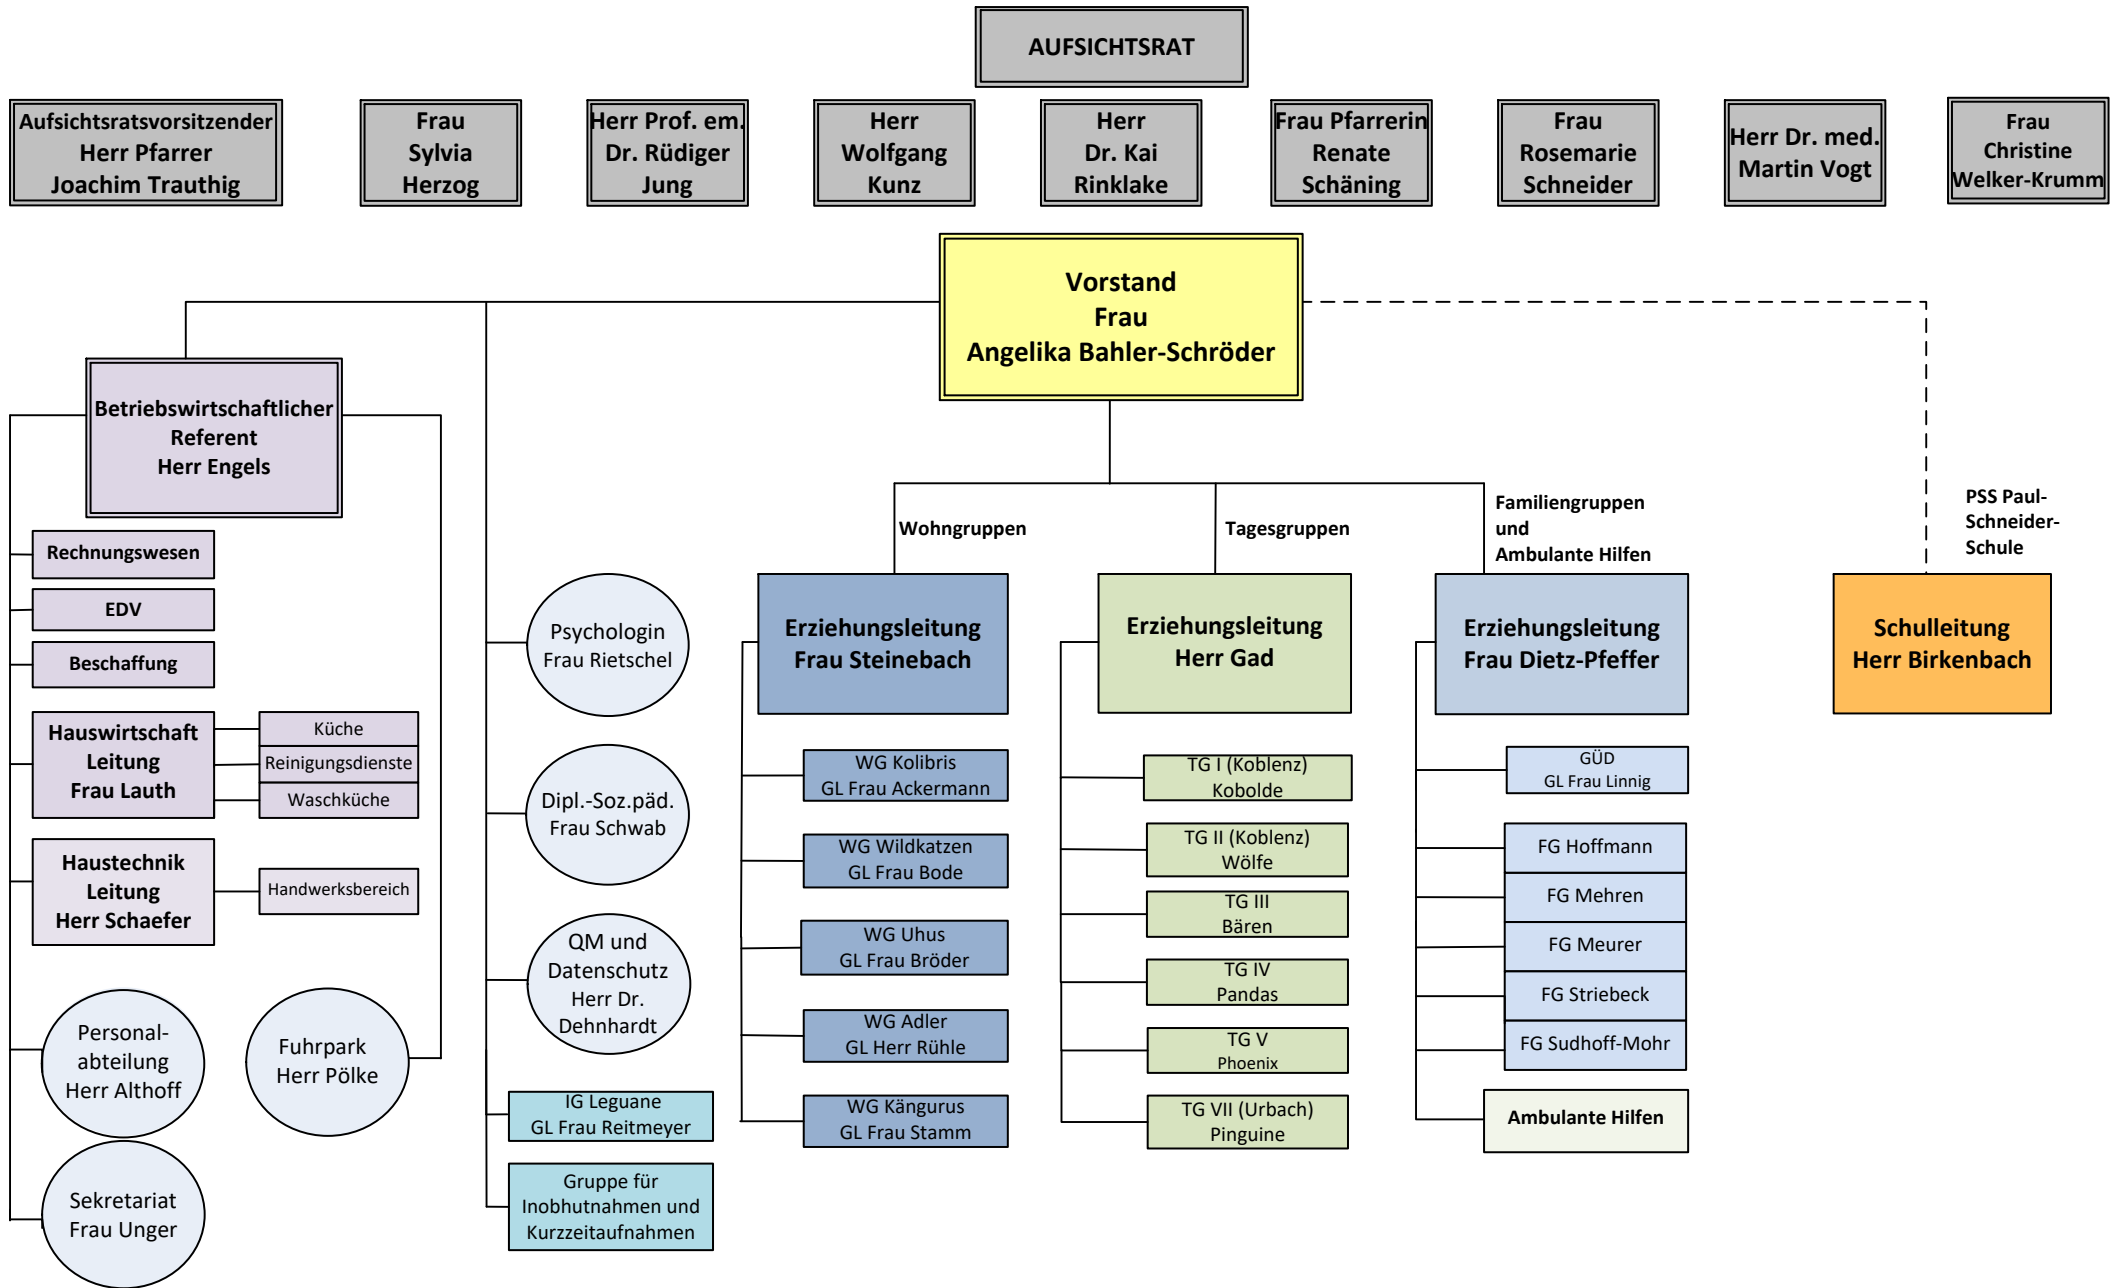 AUFSICHTSRAT
Aufsichtsratsvorsitzender
Herr Pfarrer
Joachim Trauthig
Frau
Sylvia
Herzog
Herr Prof. em.
Dr. Rüdiger
Jung
Herr
Wolfgang
Kunz
Herr
Dr. Kai
Rinklake
Frau Pfarrerin
Renate
Schäning
Frau
Rosemarie
Schneider
Herr Dr. med.
Martin Vogt
Frau
Christine
Welker-Krumm
Vorstand
Frau
Angelika Bahler-Schröder
Betriebswirtschaftlicher
Referent
Herr Engels
Rechnungswesen
EDV
Beschaffung
Hauswirtschaft
Leitung
Frau Lauth
Küche
Reinigungsdienste
Waschküche
Haustechnik
Leitung
Herr Schaefer
Handwerksbereich
Personal-
abteilung
Herr Althoff
Fuhrpark
Herr Pölke
Sekretariat
Frau Unger
Psychologin
Frau Rietschel
Dipl.-Soz.päd.
Frau Schwab
QM und
Datenschutz
Herr Dr.
Dehnhardt
IG Leguane
GL Frau Reitmeyer
Gruppe für
Inobhutnahmen und
Kurzzeitaufnahmen
Wohngruppen
Erziehungsleitung
Frau Steinebach
WG Kolibris
GL Frau Ackermann
WG Wildkatzen
GL Frau Bode
WG Uhus
GL Frau Bröder
WG Adler
GL Herr Rühle
WG Kängurus
GL Frau Stamm
Tagesgruppen
Erziehungsleitung
Herr Gad
TG I (Koblenz)
Kobolde
TG II (Koblenz)
Wölfe
TG III
Bären
TG IV
Pandas
TG V
Phoenix
TG VII (Urbach)
Pinguine
Familiengruppen
und
Ambulante Hilfen
Erziehungsleitung
Frau Dietz-Pfeffer
GÜD
GL Frau Linnig
FG Hoffmann
FG Mehren
FG Meurer
FG Striebeck
FG Sudhoff-Mohr
Ambulante Hilfen
PSS Paul-
Schneider-
Schule
Schulleitung
Herr Birkenbach